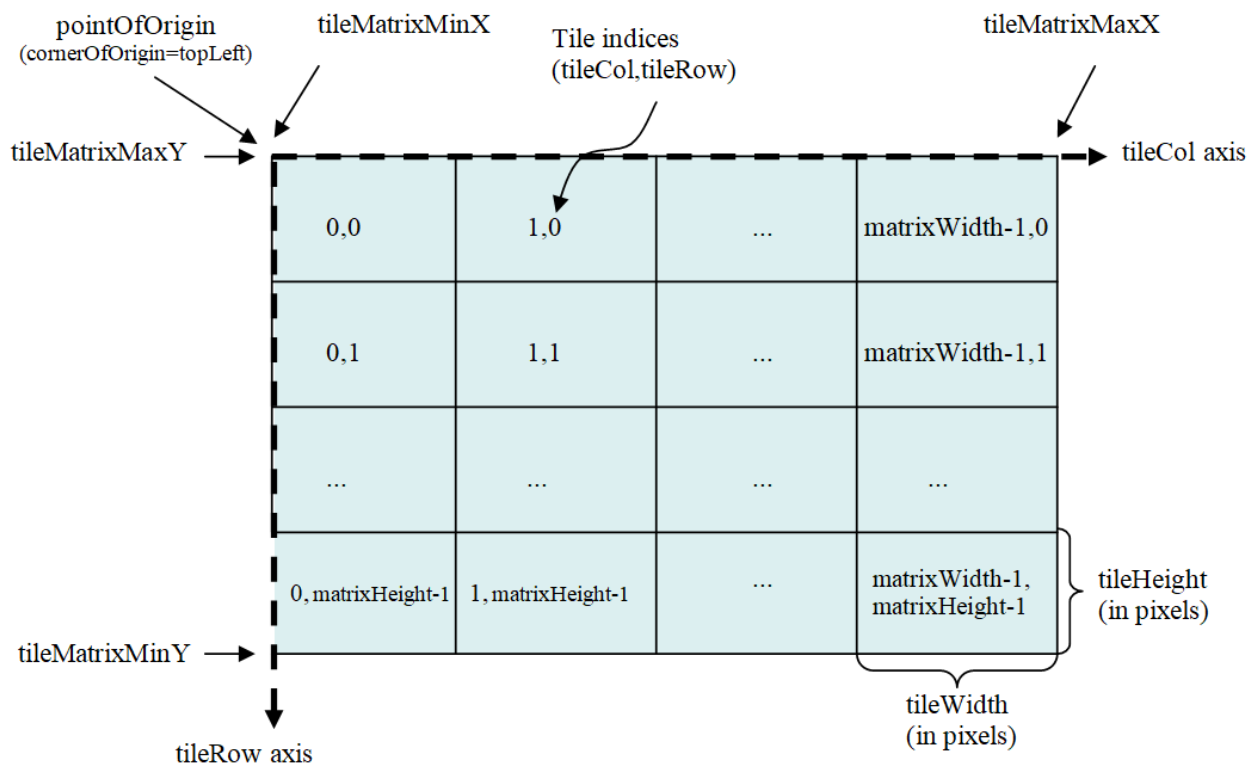 pointOfOrigin
(cornerOfOrigin=topLeft)
tileMatrixMinX
Tile indices
(tileCol,tileRow)
tileMatrixMaxX
tileMatrixMaxY
tileCol axis
0,0
1,0
...
matrixWidth-1,0
0,1
1,1
...
matrixWidth-1,1
...
...
...
...
0,matrixHeight-1
1,matrixHeight-1
...
matrixWidth-1,
matrixHeight-1
tileHeight
(in pixels)
tileMatrixMinY
tileWidth
(in pixels)
tileRow axis